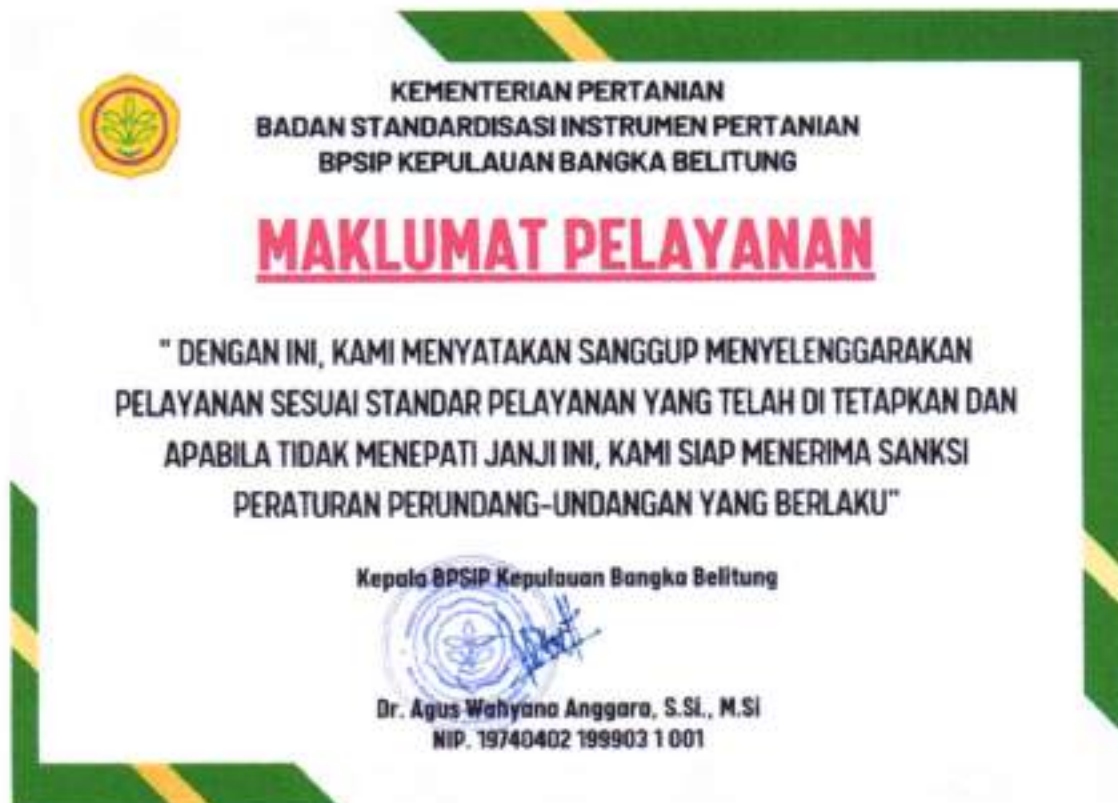 KEMENTERIAN PERTANIAN
BADAN STANDARDISASI INSTRUMEN PERTANIAN
BPSIP KEPULAUAN BANGKA BELITUNG
MAKLUMAT PELAYANAN
" DENGAN INI, KAMI MENYATAKAN SANGGUP MENYELENGGARAKAN
PELAYANAN SESUAI STANDAR PELAYANAN YANG TELAH DI TETAPKAN DAN
APABILA TIDAK MENEPATI JANJI INI, KAMI SIAP MENERIMA SANKSI
PERATURAN PERUNDANG-UNDANGAN YANG BERLAKU"
Kepala BPSIP Kepulauan Bangka Belitung
Dr. Agus Wahyana Anggara, S.Si., M.Si
NIP. 19740402 199903 1 001